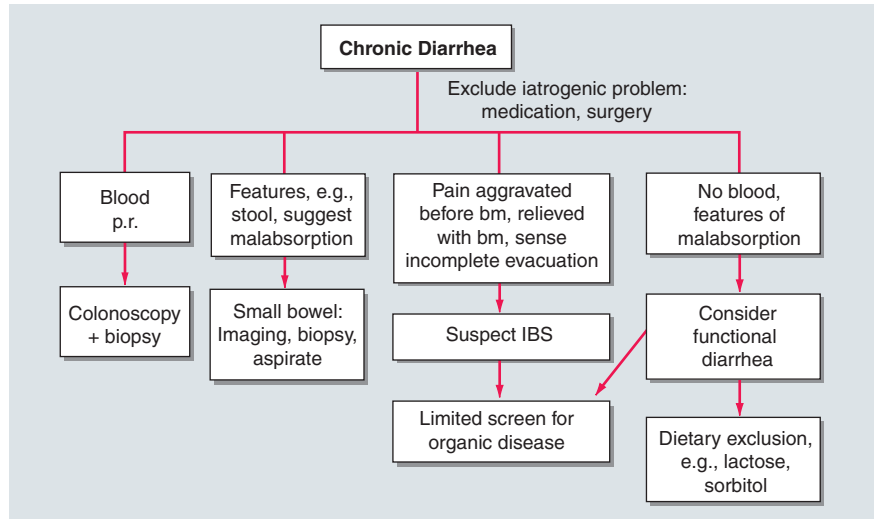 Chronic Diarrhea
Exclude iatrogenic problem:
medication, surgery
Blood
p.r.
Features, e.g.,
stool, suggest
malabsorption
Pain aggravated
before bm, relieved
with bm, sense
incomplete evacuation
No blood,
features of
malabsorption
Colonoscopy
+ biopsy
Small bowel:
Imaging, biopsy,
aspirate
Suspect IBS
Consider
functional
diarrhea
Limited screen for
organic disease
Dietary exclusion,
e.g., lactose,
sorbitol